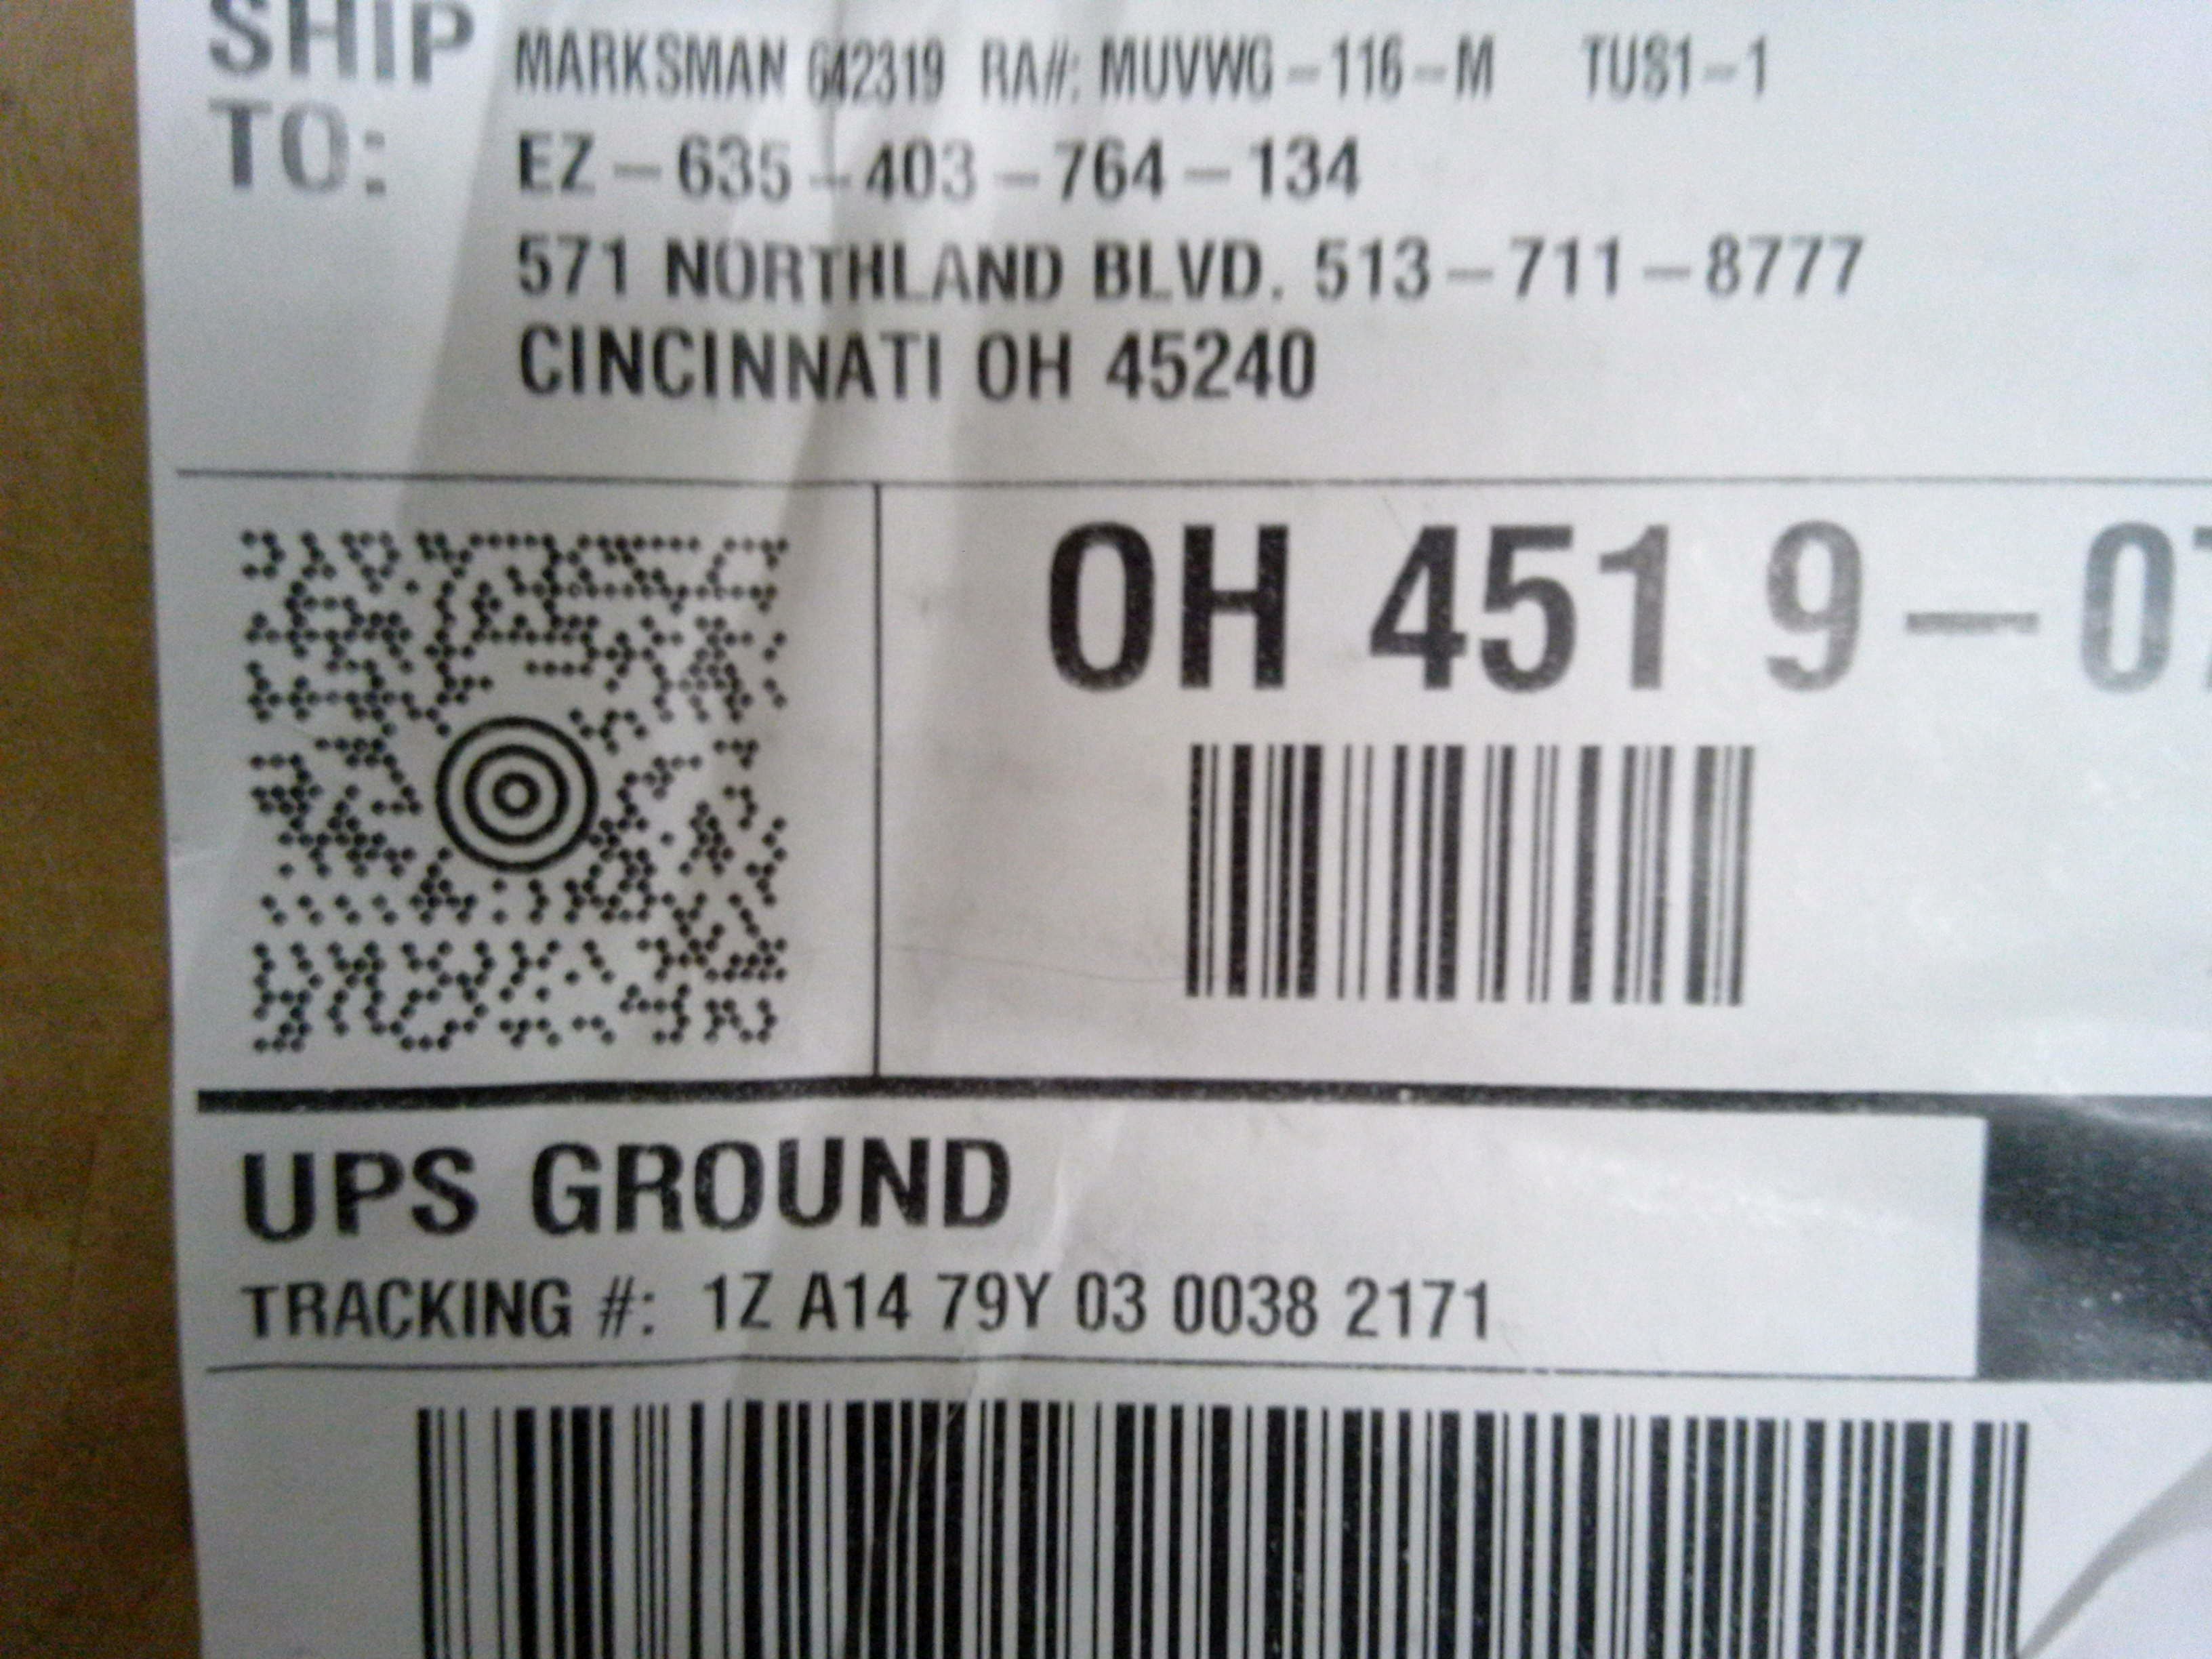 SHIP TO:
MARKSMAN 642319 RA#: MUVWG-116-M TUS1-1
EZ-635-403-764-134
571 NORTHLAND BLVD. 513-711-8777
CINCINNATI OH 45240
OH 451 9-07
UPS GROUND
TRACKING #: 1Z A14 79Y 03 0038 2171